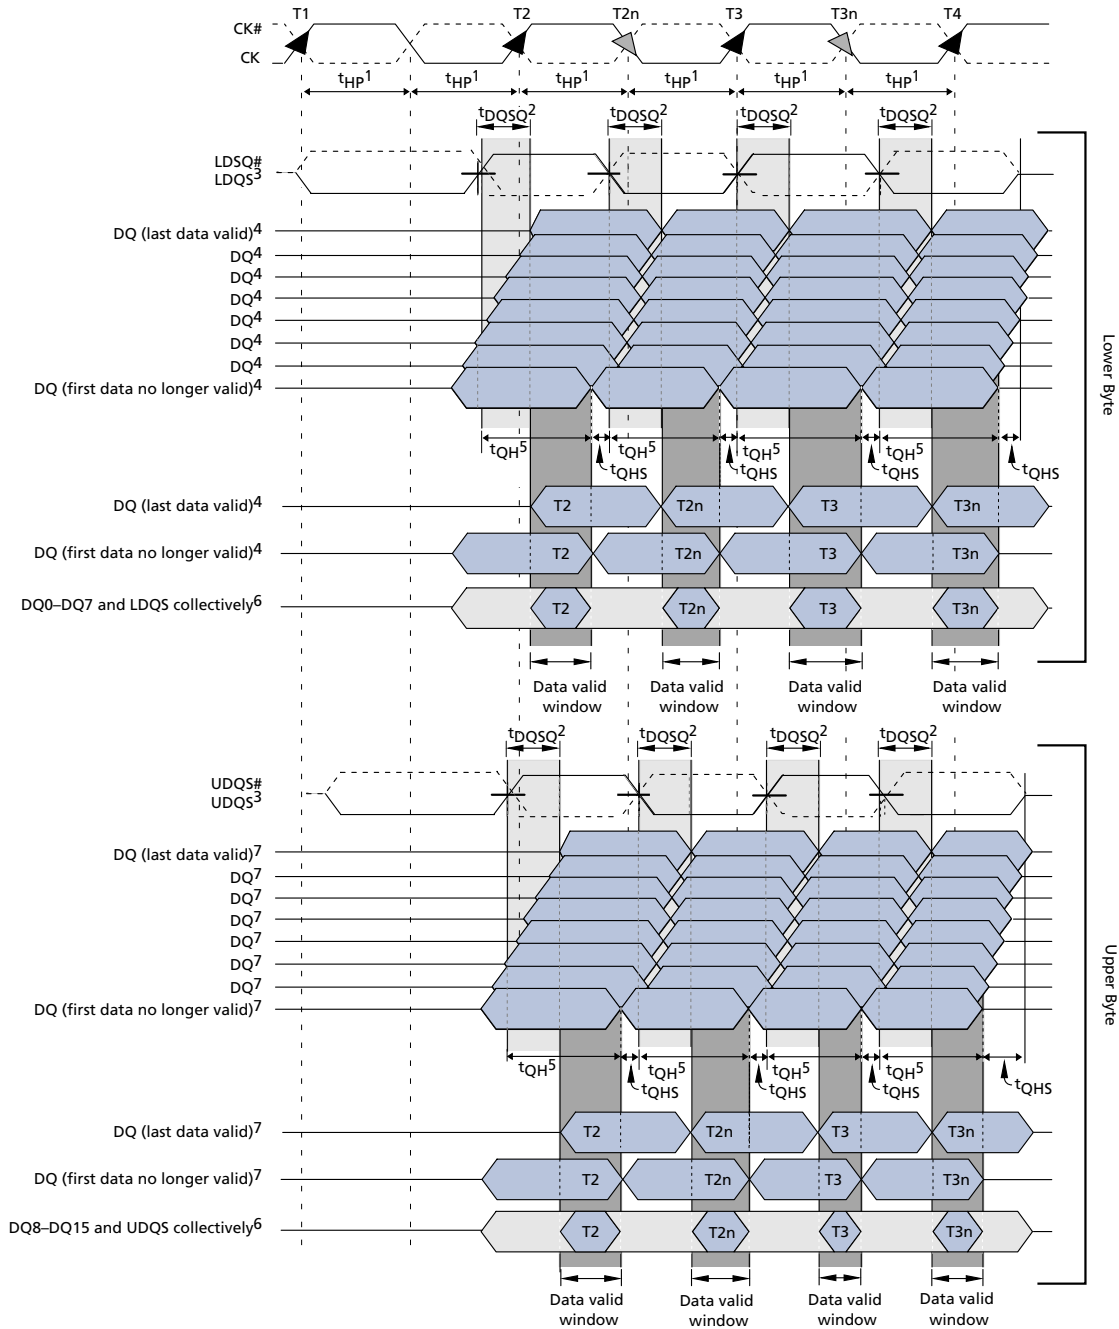 T1 T2 T2n T3 T3n T4
CK#
CK
tHP1 tHP1 tHP1 tHP1 tHP1 tHP1
tDQSQ2 tDQSQ2 tDQSQ2 tDQSQ2
LDSQ#
LDQS3
DQ (last data valid)4
DQ4
DQ4
DQ4
DQ4
DQ4
DQ4
DQ (first data no longer valid)4
Lower Byte
tQH5 tQH5 tQH5 tQH5
tQHS tQHS tQHS tQHS
DQ (last data valid)4 T2 T2n T3 T3n
DQ (first data no longer valid)4 T2 T2n T3 T3n
DQ0–DQ7 and LDQS collectively6 T2 T2n T3 T3n
Data valid Data valid Data valid Data valid
window window window window
tDQSQ2 tDQSQ2 tDQSQ2 tDQSQ2
UDQS#
UDQS3
DQ (last data valid)7
DQ7
DQ7
DQ7
DQ7
DQ7
DQ7
DQ (first data no longer valid)7
Upper Byte
tQH5 tQH5 tQH5 tQH5
tQHS tQHS tQHS tQHS
DQ (last data valid)7 T2 T2n T3 T3n
DQ (first data no longer valid)7 T2 T2n T3 T3n
DQ8–DQ15 and UDQS collectively6 T2 T2n T3 T3n
Data valid Data valid Data valid Data valid
window window window window